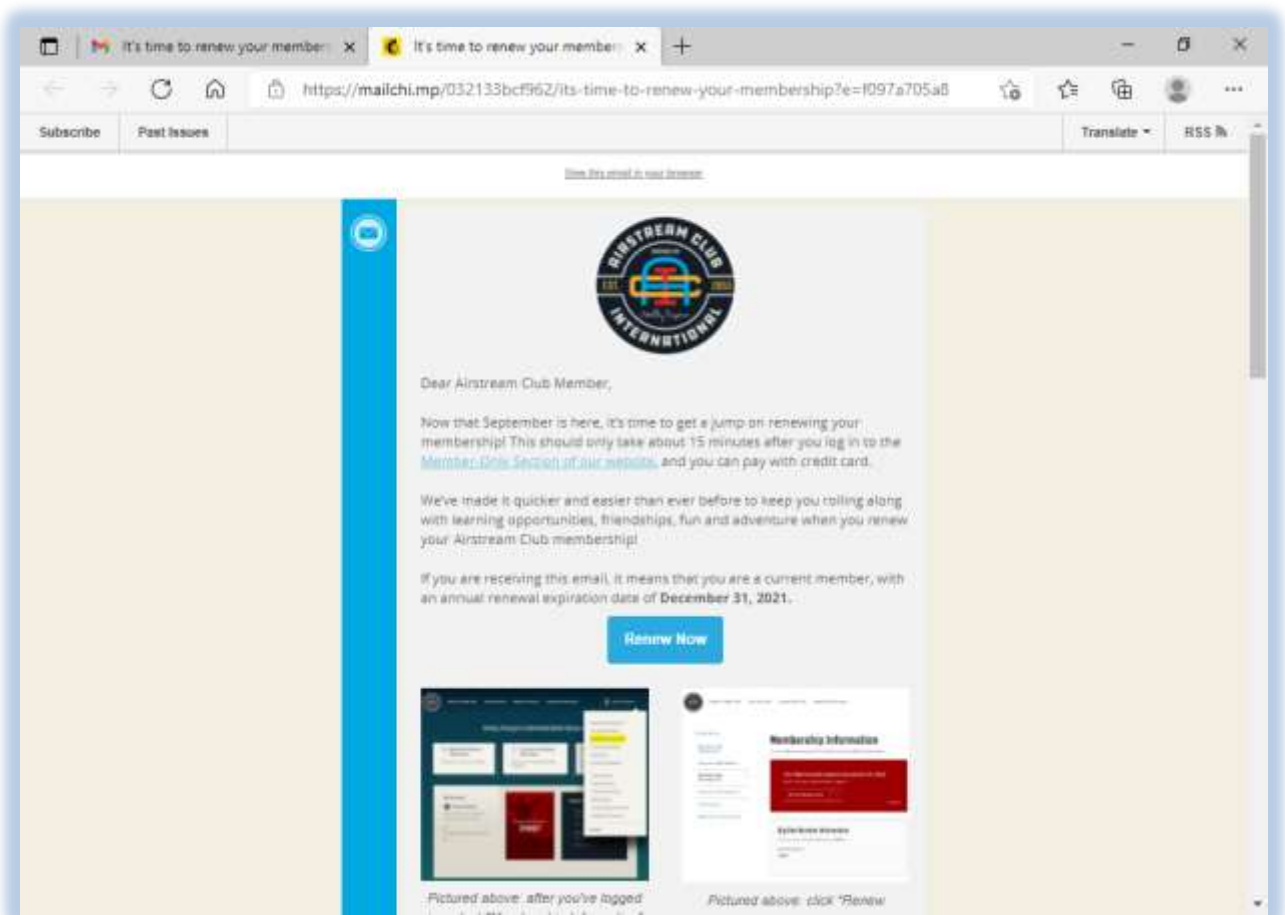 It's time to renew your member
It's time to renew your member
https://mailchi.mp/032133bcf962/its-time-to-renew-your-membership?e=f097a705a8
Subscribe Past Issues Translate RSS
View this email in your browser
AIRSTREAM CLUB
EST. 1955
INTERNATIONAL
Dear Airstream Club Member,
Now that September is here, it's time to get a jump on renewing your
membership! This should only take about 15 minutes after you log in to the
Member-Only Section of our website, and you can pay with credit card.
We've made it quicker and easier than ever before to keep you rolling along
with learning opportunities, friendships, fun and adventure when you renew
your Airstream Club membership!
If you are receiving this email, it means that you are a current member, with
an annual renewal expiration date of December 31, 2021.
Renew Now
Membership Information
Pictured above: after you've logged
Pictured above: click "Renew